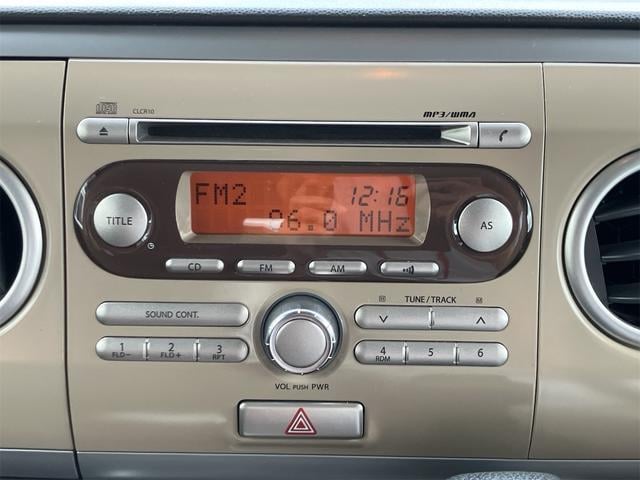 CLCR10
MP3/WMA
FM2 12:16
96.0 MHz
TITLE
AS
CD FM AM
SOUND CONT.
TUNE/TRACK
1 2 3
FLD- FLD+ RPT
4 5 6
RDM
VOL PUSH PWR